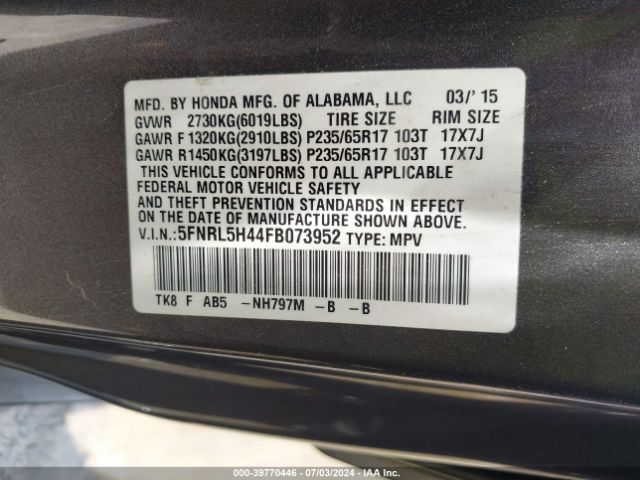 MFD. BY HONDA MFG. OF ALABAMA, LLC 03/'15
GVWR 2730KG(6019LBS) TIRE SIZE RIM SIZE
GAWR F 1320KG(2910LBS) P235/65R17 103T 17X7J
GAWR R1450KG(3197LBS) P235/65R17 103T 17X7J
THIS VEHICLE CONFORMS TO ALL APPLICABLE
FEDERAL MOTOR VEHICLE SAFETY
AND THEFT PREVENTION STANDARDS IN EFFECT
ON THE DATE OF MANUFACTURE SHOWN ABOVE.
V.I.N.:5FNRL5H44FB073952 TYPE: MPV
TK8 F AB5 -NH797M -B -B
000-39770446 - 07/03/2024 - IAA Inc.